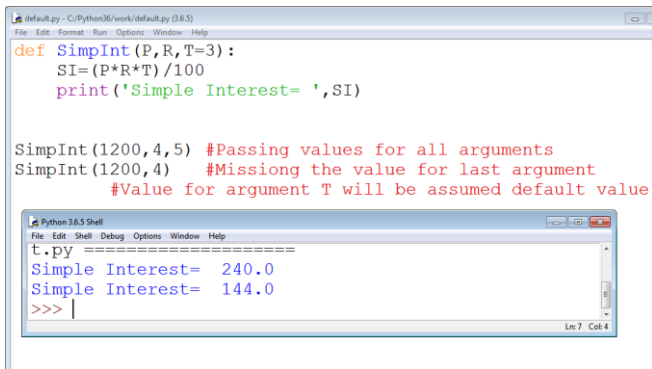 default.py - C:/Python36/work/default.py (3.6.5)
File Edit Format Run Options Window Help
def SimpInt(P,R,T=3):
    SI=(P*R*T)/100
    print('Simple Interest= ',SI)
SimpInt(1200,4,5) #Passing values for all arguments
SimpInt(1200,4)   #Missiong the value for last argument
         #Value for argument T will be assumed default value
Python 3.6.5 Shell
File Edit Shell Debug Options Window Help
t.py ====================
Simple Interest=  240.0
Simple Interest=  144.0
>>>
Ln: 7 Col: 4